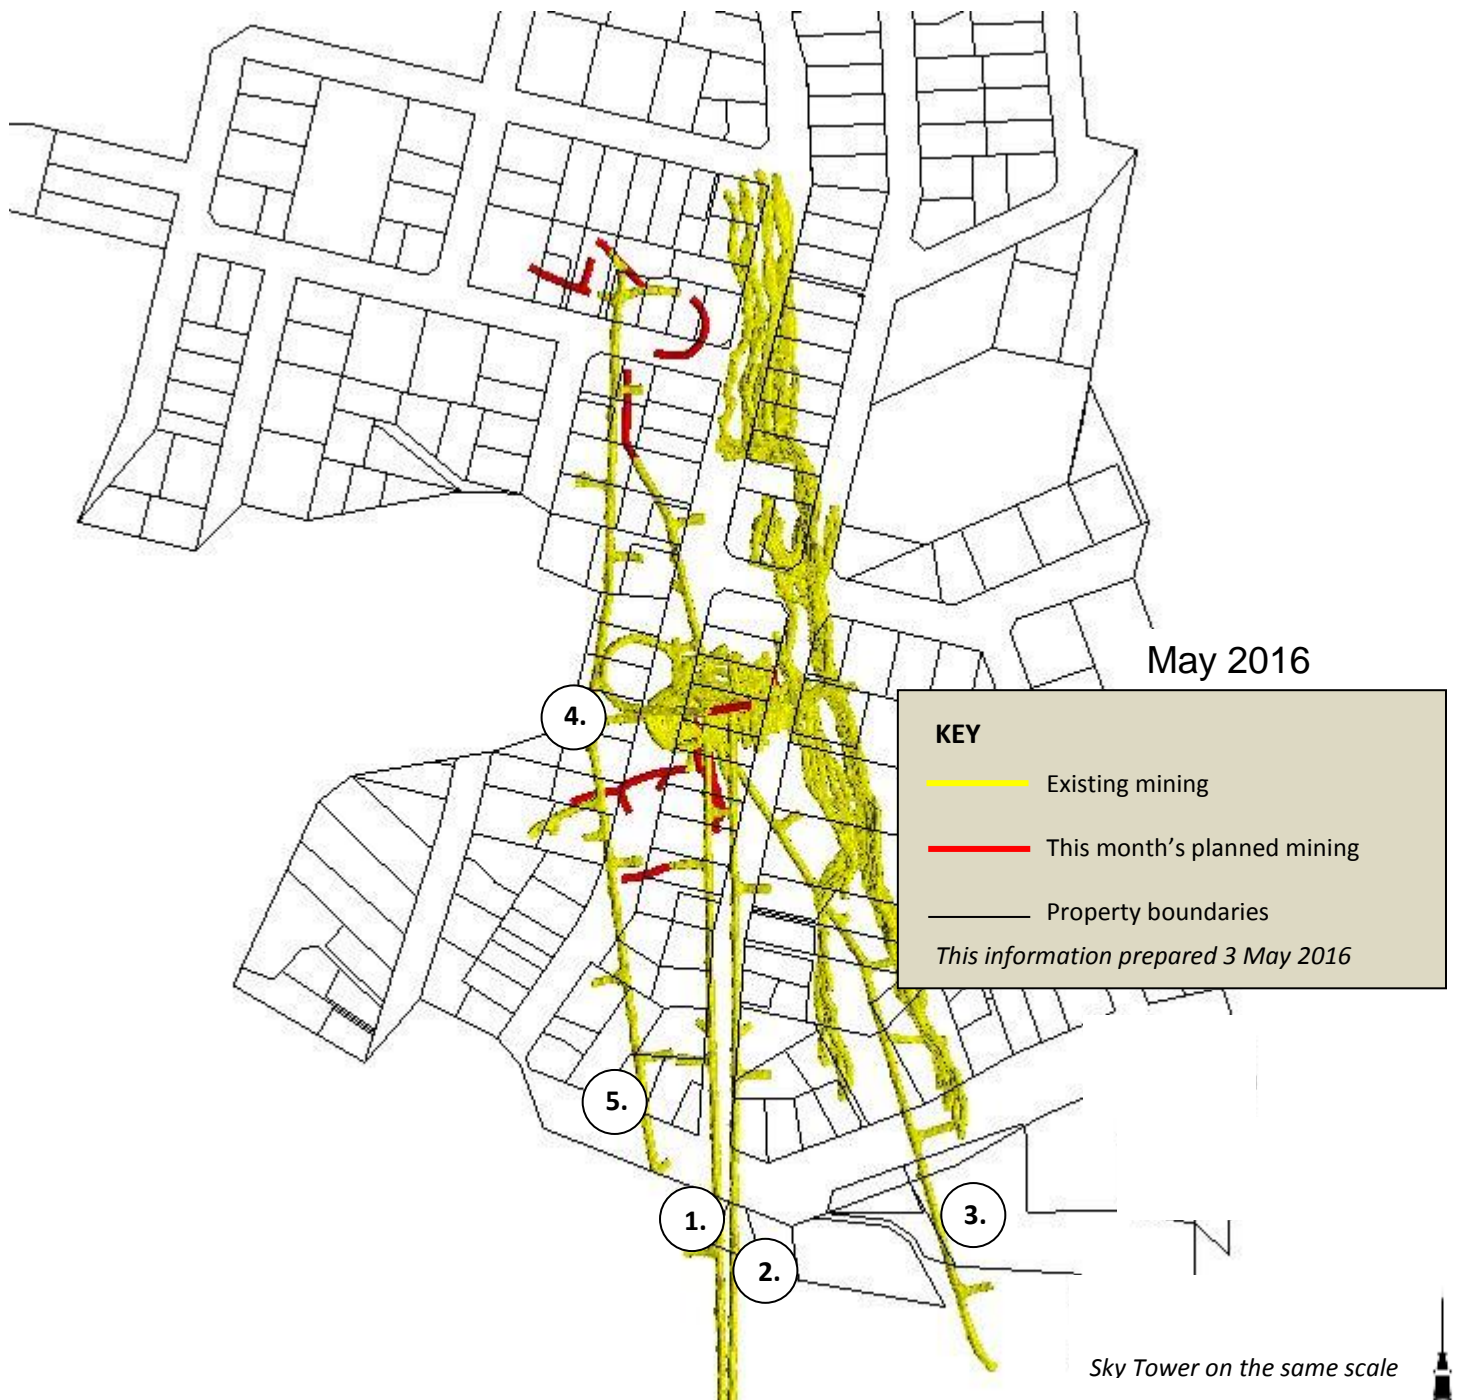 May 2016
KEY
4.
Existing mining
This month's planned mining
Property boundaries
This information prepared 3 May 2016
5.
1.
3.
2.
Sky Tower on the same scale